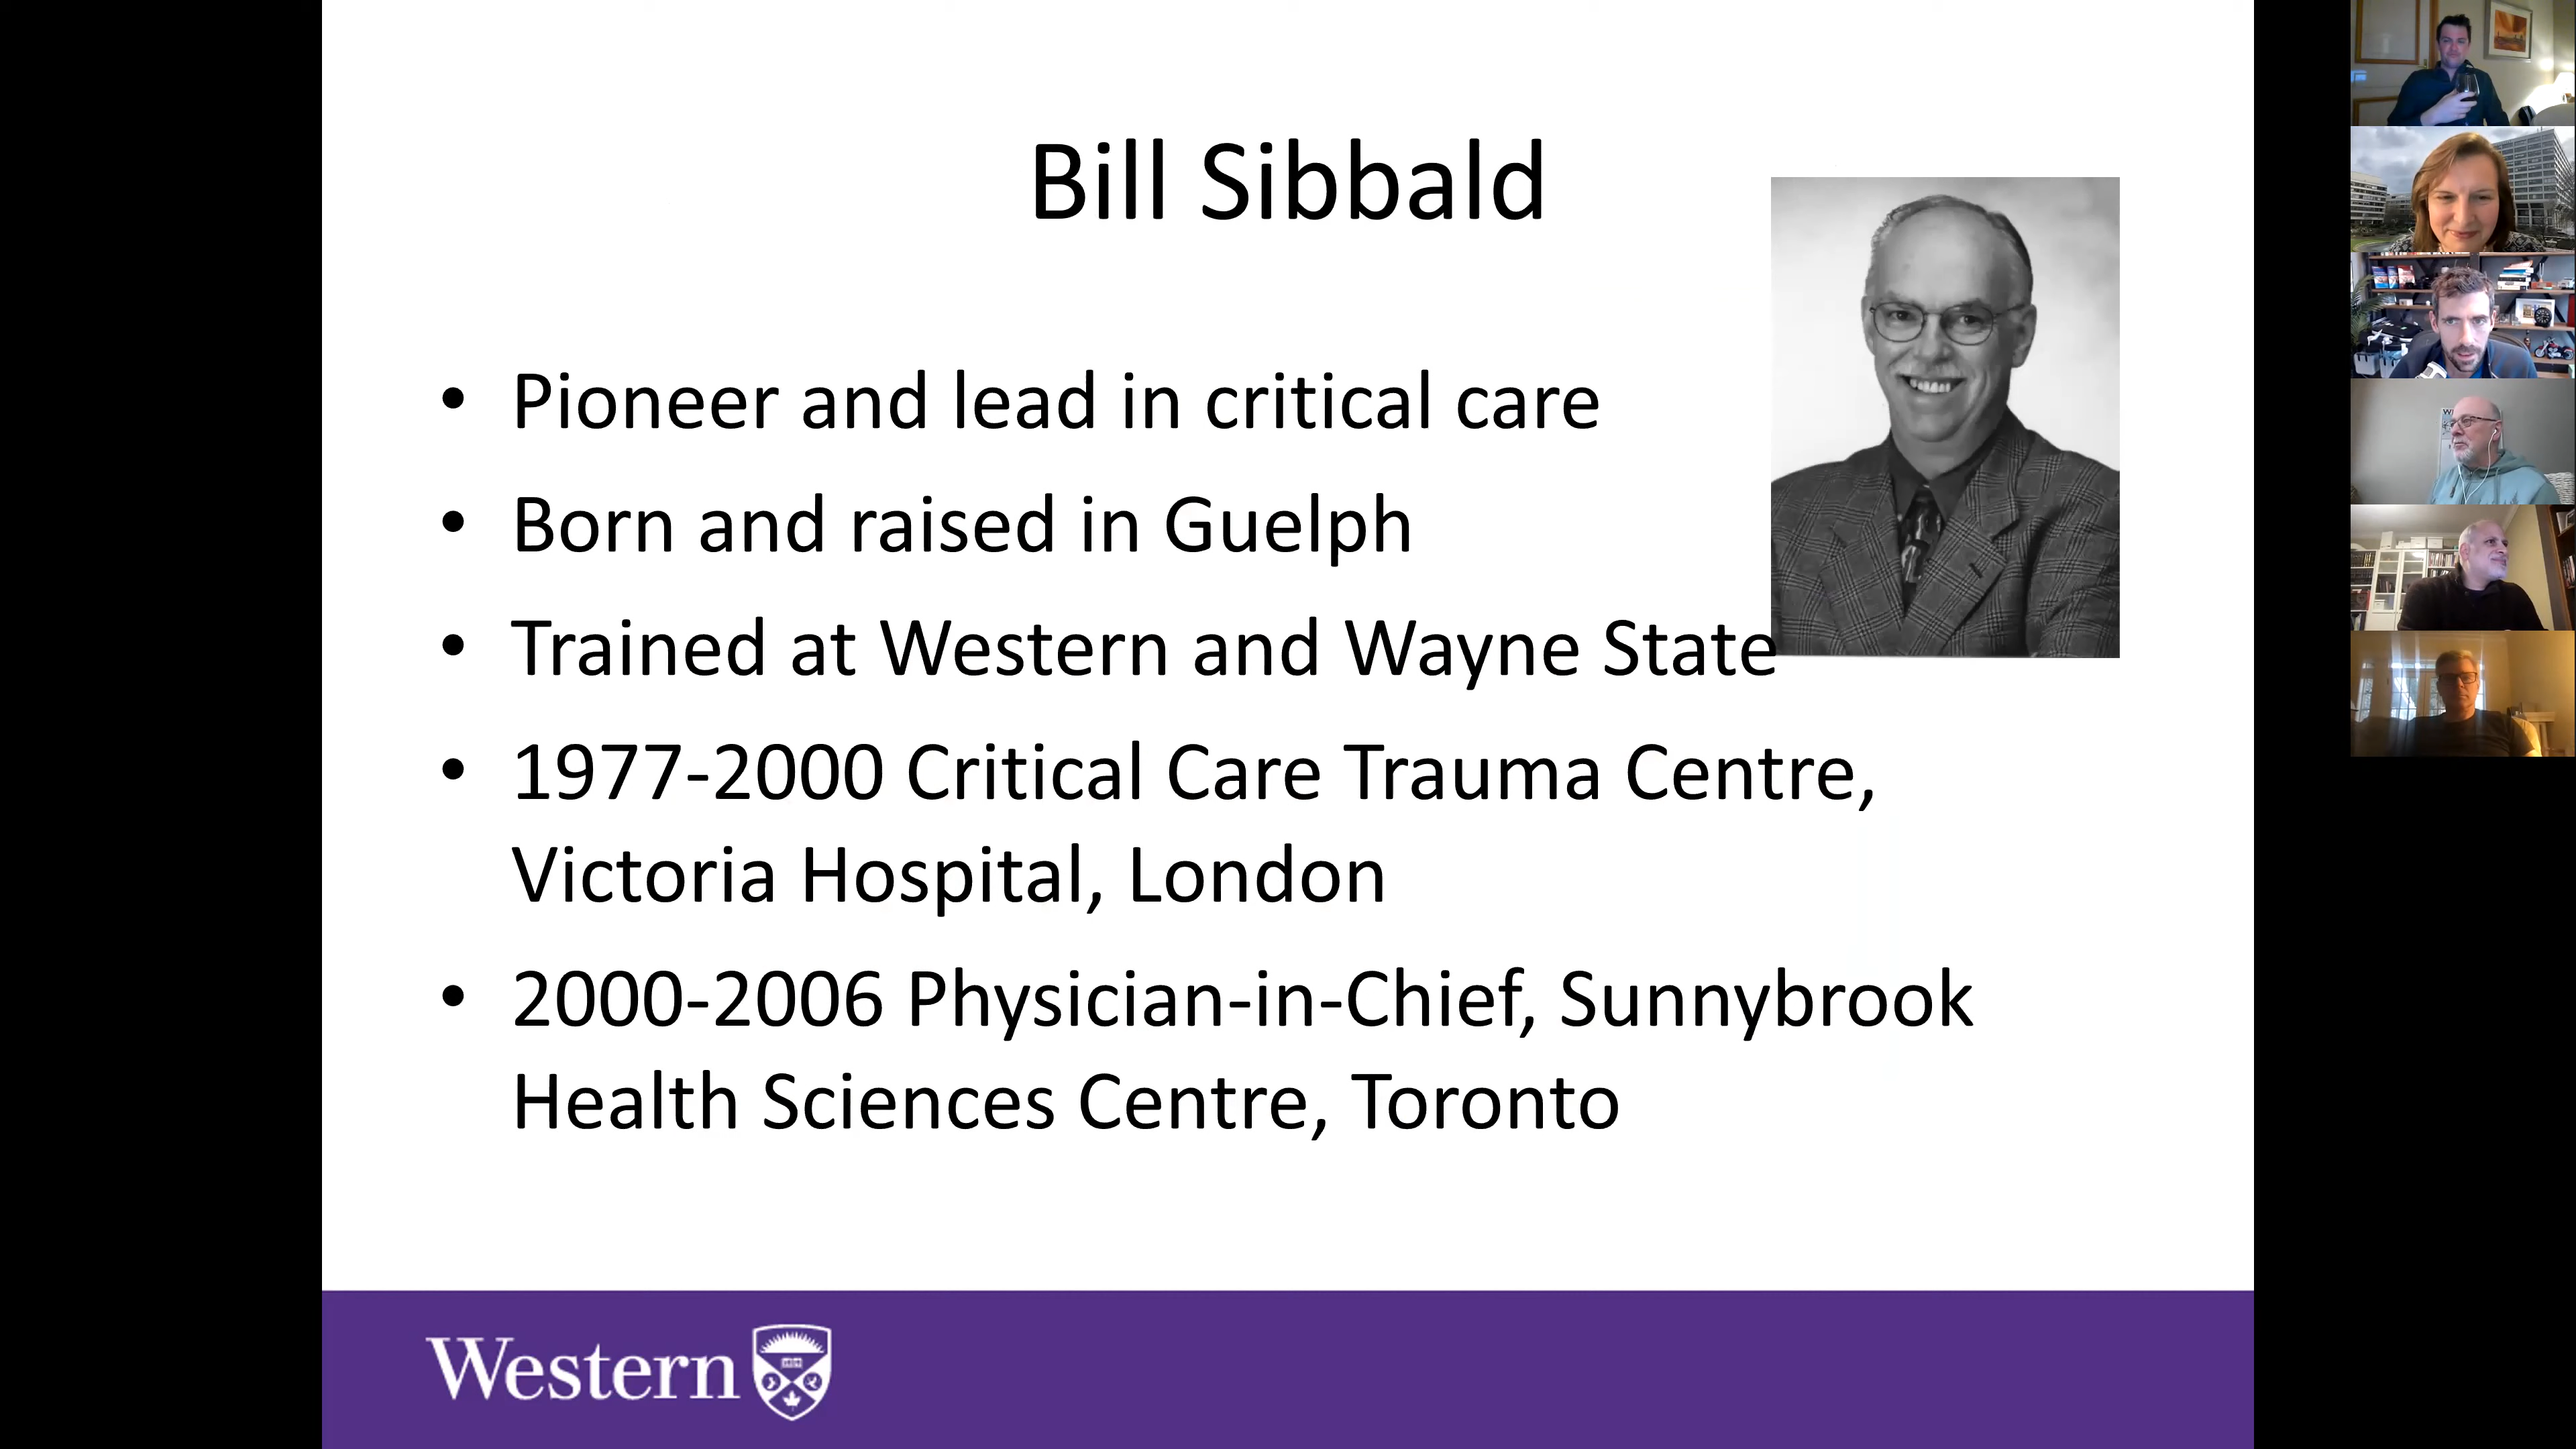 Bill Sibbald
• Pioneer and lead in critical care
• Born and raised in Guelph
• Trained at Western and Wayne State
• 1977-2000 Critical Care Trauma Centre,
Victoria Hospital, London
• 2000-2006 Physician-in-Chief, Sunnybrook
Health Sciences Centre, Toronto
Western